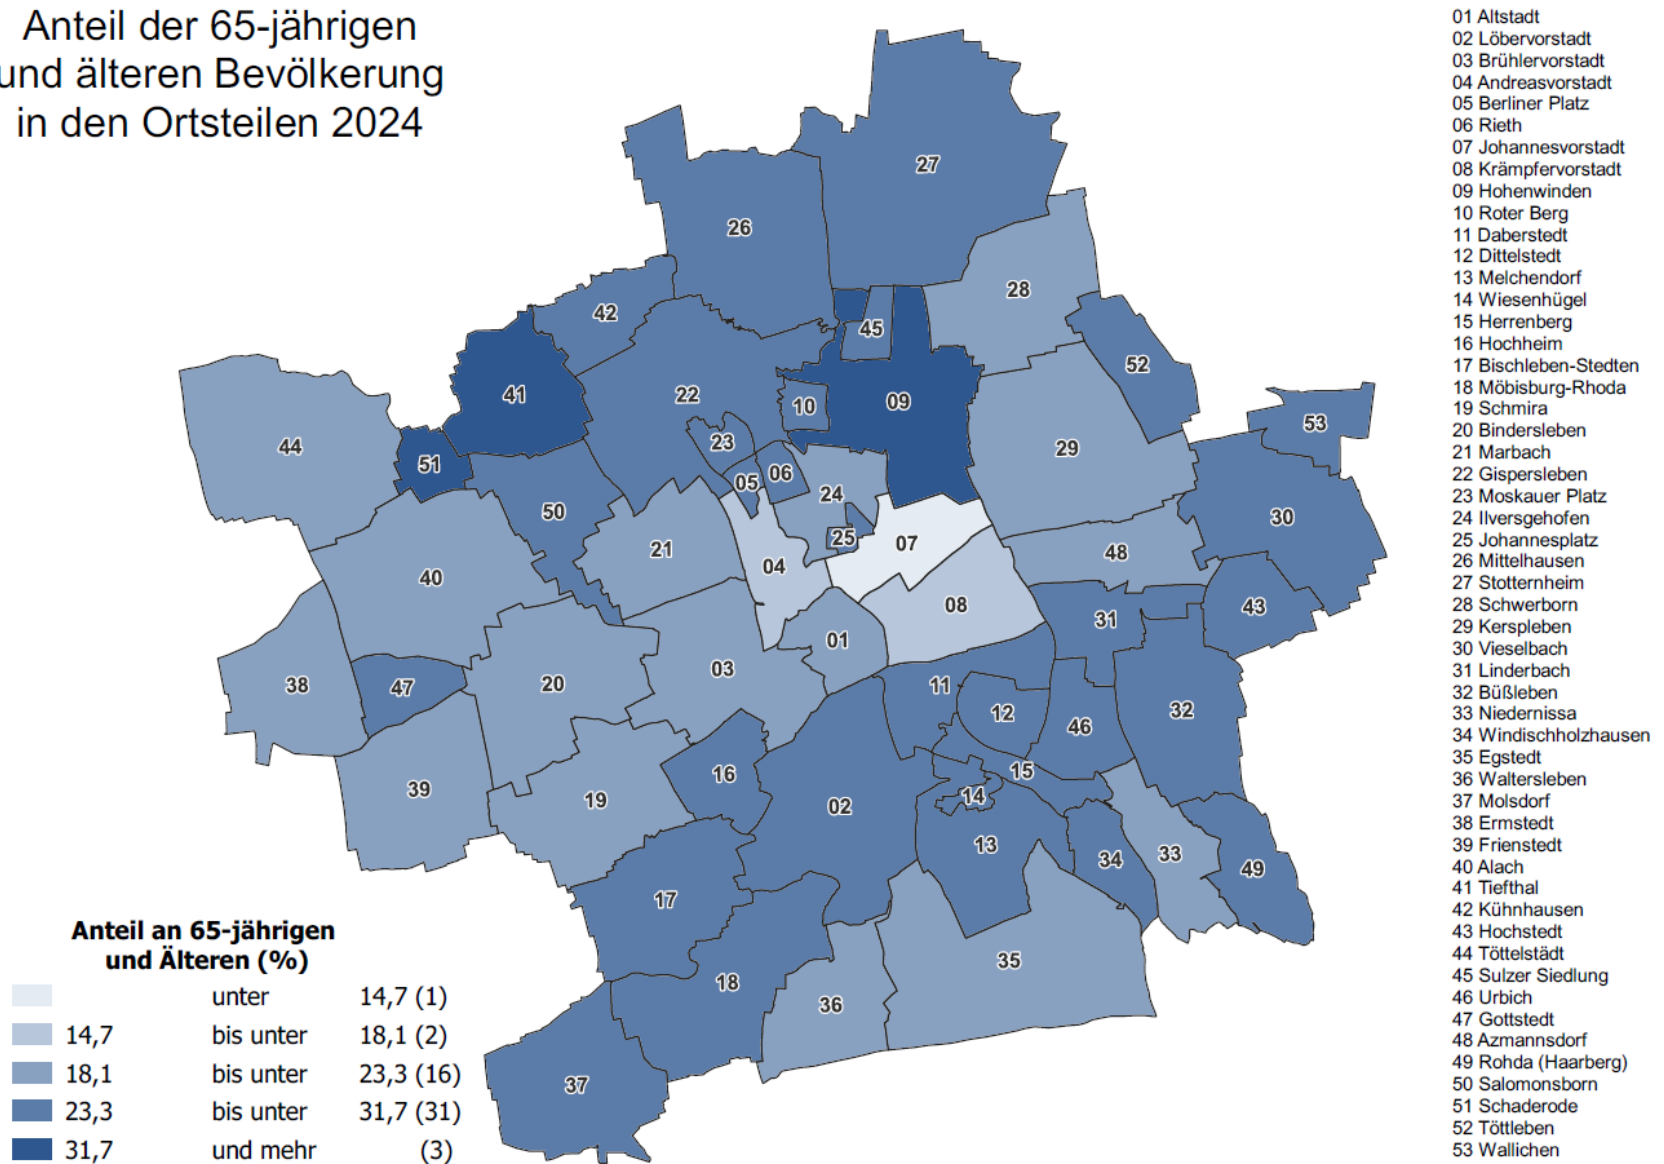 Anteil der 65-jährigen
und älteren Bevölkerung
in den Ortsteilen 2024
01 Altstadt
02 Löbervorstadt
03 Brühlervorstadt
04 Andreasvorstadt
05 Berliner Platz
06 Rieth
07 Johannesvorstadt
08 Krämpfervorstadt
09 Hohenwinden
10 Roter Berg
11 Daberstedt
12 Dittelstedt
13 Melchendorf
14 Wiesenhügel
15 Herrenberg
16 Hochheim
17 Bischleben-Stedten
18 Möbisburg-Rhoda
19 Schmira
20 Bindersleben
21 Marbach
22 Gispersleben
23 Moskauer Platz
24 Ilversgehofen
25 Johannesplatz
26 Mittelhausen
27 Stotternheim
28 Schwerborn
29 Kerspleben
30 Vieselbach
31 Linderbach
32 Büßleben
33 Niedernissa
34 Windischholzhausen
35 Egstedt
36 Waltersleben
37 Molsdorf
38 Ermstedt
39 Frienstedt
40 Alach
41 Tiefthal
42 Kühnhausen
43 Hochstedt
44 Töttelstädt
45 Sulzer Siedlung
46 Urbich
47 Gottstedt
48 Azmannsdorf
49 Rohda (Haarberg)
50 Salomonsborn
51 Schaderode
52 Töttleben
53 Wallichen
27
26
28
42
45
52
41
22
10
09
53
44
23
29
51
06
05
24
50
30
25
07
21
48
04
40
08
43
31
01
03
38
47
20
11
32
12
46
16
15
39
14
19
02
13
33
34
49
17
35
18
36
37
Anteil an 65-jährigen
und Älteren (%)
unter 14,7 (1)
14,7 bis unter 18,1 (2)
18,1 bis unter 23,3 (16)
23,3 bis unter 31,7 (31)
31,7 und mehr (3)